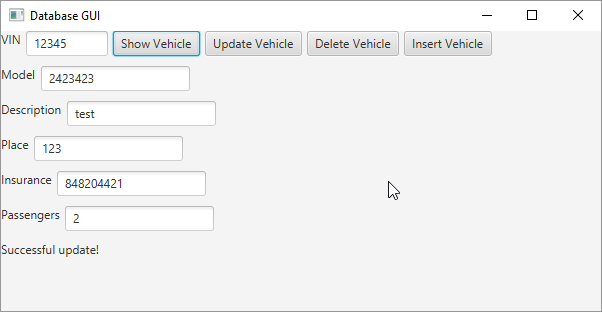 Database GUI
VIN 12345 Show Vehicle Update Vehicle Delete Vehicle Insert Vehicle
Model 2423423
Description test
Place 123
Insurance 848204421
Passengers 2
Successful update!